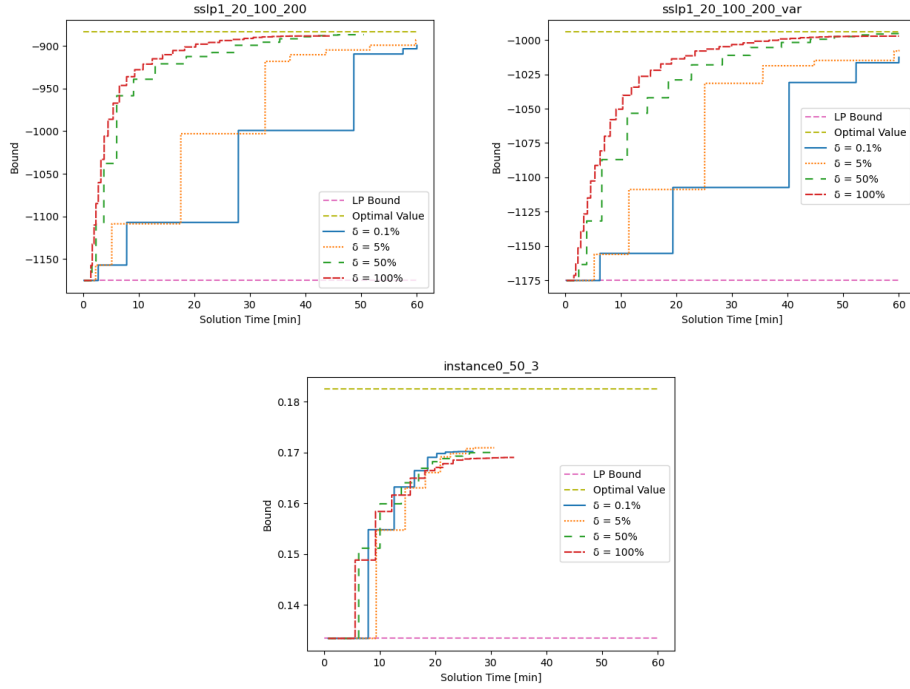 sslp1_20_100_200
−900
−950
−1000
−1050
−1100
−1150
Bound
0
10
20
30
40
50
60
Solution Time [min]
LP Bound
Optimal Value
δ = 0.1%
δ = 5%
δ = 50%
δ = 100%
sslp1_20_100_200_var
−1000
−1025
−1050
−1075
−1100
−1125
−1150
−1175
Bound
0
10
20
30
40
50
60
Solution Time [min]
LP Bound
Optimal Value
δ = 0.1%
δ = 5%
δ = 50%
δ = 100%
instance0_50_3
0.18
0.17
0.16
0.15
0.14
Bound
0
10
20
30
40
50
60
Solution Time [min]
LP Bound
Optimal Value
δ = 0.1%
δ = 5%
δ = 50%
δ = 100%